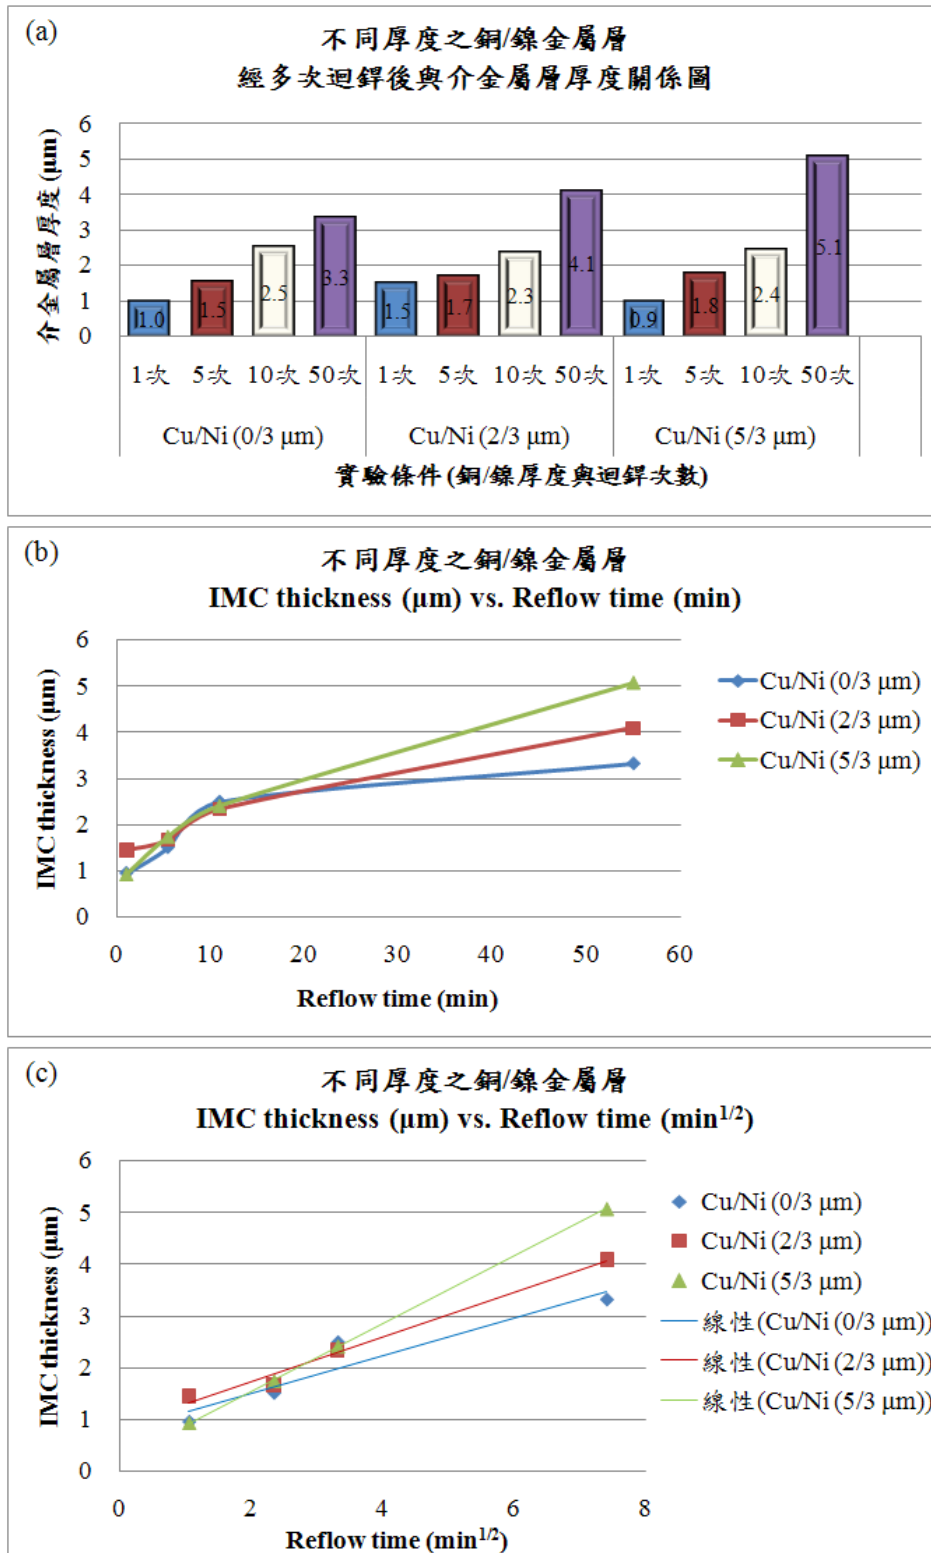 (a)
不同厚度之銅/鎳金屬層
經多次迴銲後與介金屬層厚度關係圖
介金屬層厚度 (μm)
6
5
4
3
2
1
0
1.0
1.5
2.5
3.3
1.5
1.7
2.3
4.1
0.9
1.8
2.4
5.1
1次 5次 10次 50次 1次 5次 10次 50次 1次 5次 10次 50次
Cu/Ni (0/3 μm) Cu/Ni (2/3 μm) Cu/Ni (5/3 μm)
實驗條件 (銅/鎳厚度與迴銲次數)
(b)
不同厚度之銅/鎳金屬層
IMC thickness (μm) vs. Reflow time (min)
IMC thickness (μm)
6
5
4
3
2
1
0
0 10 20 30 40 50 60
Reflow time (min)
Cu/Ni (0/3 μm)
Cu/Ni (2/3 μm)
Cu/Ni (5/3 μm)
(c)
不同厚度之銅/鎳金屬層
IMC thickness (μm) vs. Reflow time (min^1/2)
IMC thickness (μm)
6
5
4
3
2
1
0
0 2 4 6 8
Reflow time (min^1/2)
Cu/Ni (0/3 μm)
Cu/Ni (2/3 μm)
Cu/Ni (5/3 μm)
線性(Cu/Ni (0/3 μm))
線性(Cu/Ni (2/3 μm))
線性(Cu/Ni (5/3 μm))